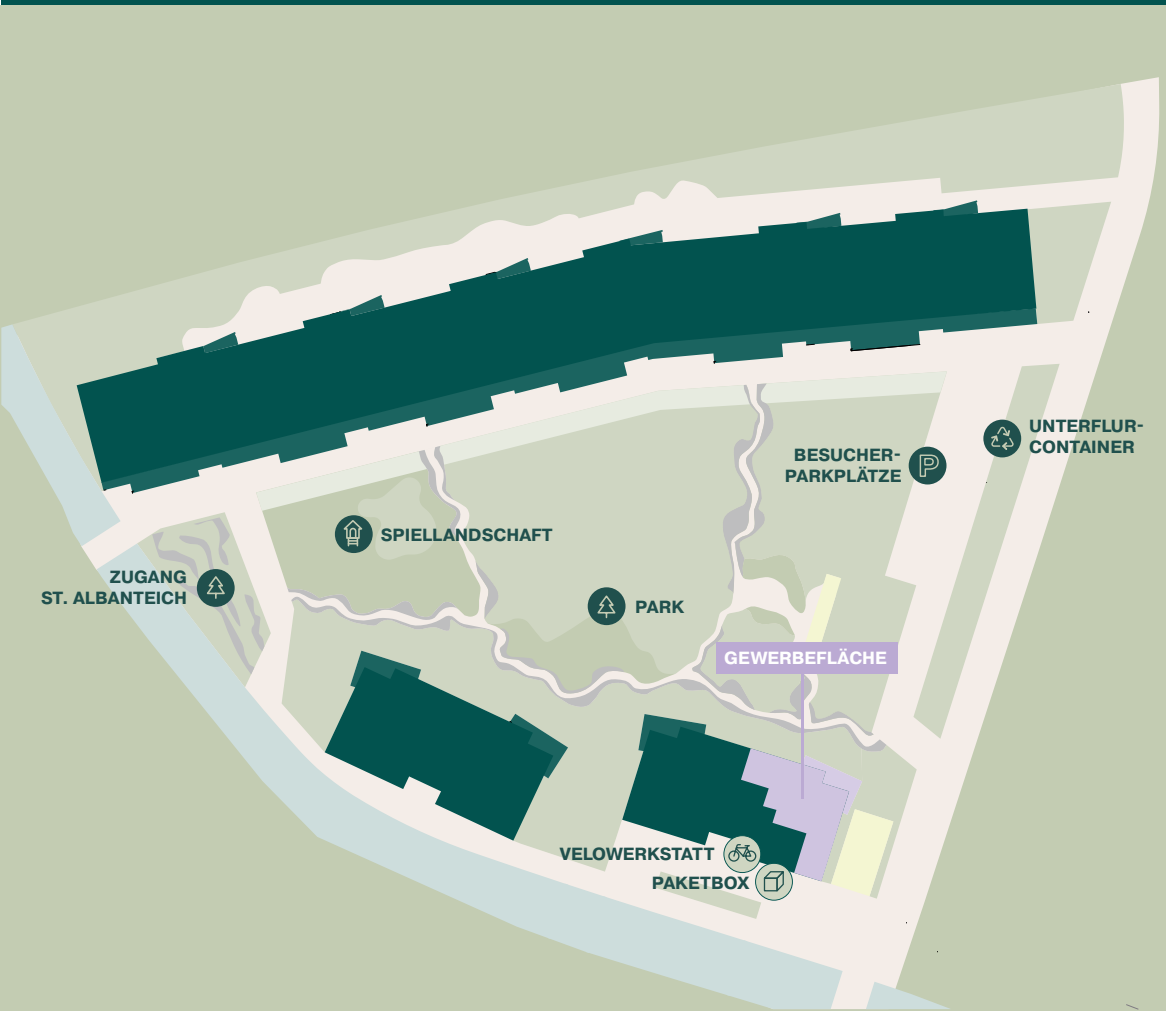 UNTERFLUR-
CONTAINER
BESUCHER-
PARKPLÄTZE
P
SPIELLANDSCHAFT
ZUGANG
ST. ALBANTEICH
PARK
GEWERBEFLÄCHE
VELOWERKSTATT
PAKETBOX